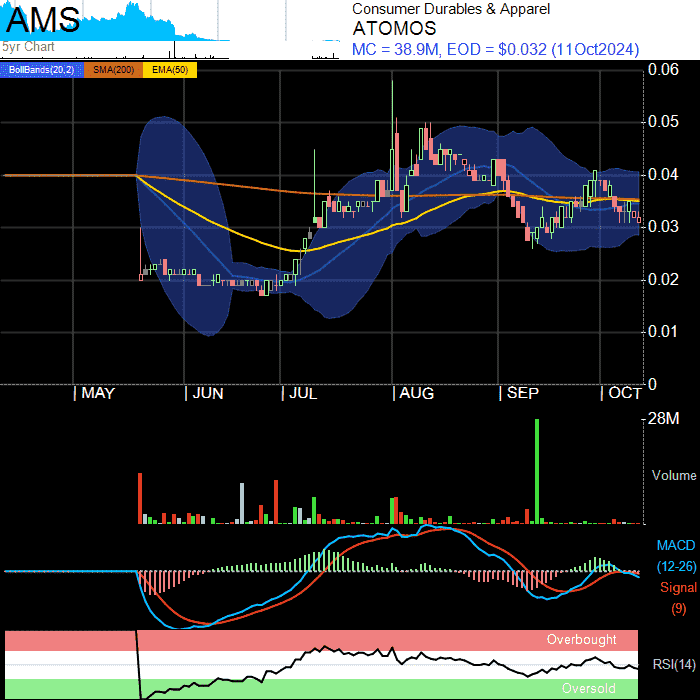 AMS
5yr Chart
Consumer Durables & Apparel
ATOMOS
MC = 38.9M, EOD = $0.032 (11Oct2024)
BollBands(20,2) SMA(200) EMA(50)
0.06
0.05
0.04
0.03
0.02
0.01
0
| MAY | JUN | JUL | AUG | SEP | OCT
28M
Volume
MACD
(12-26)
Signal
(9)
Overbought
RSI(14)
Oversold